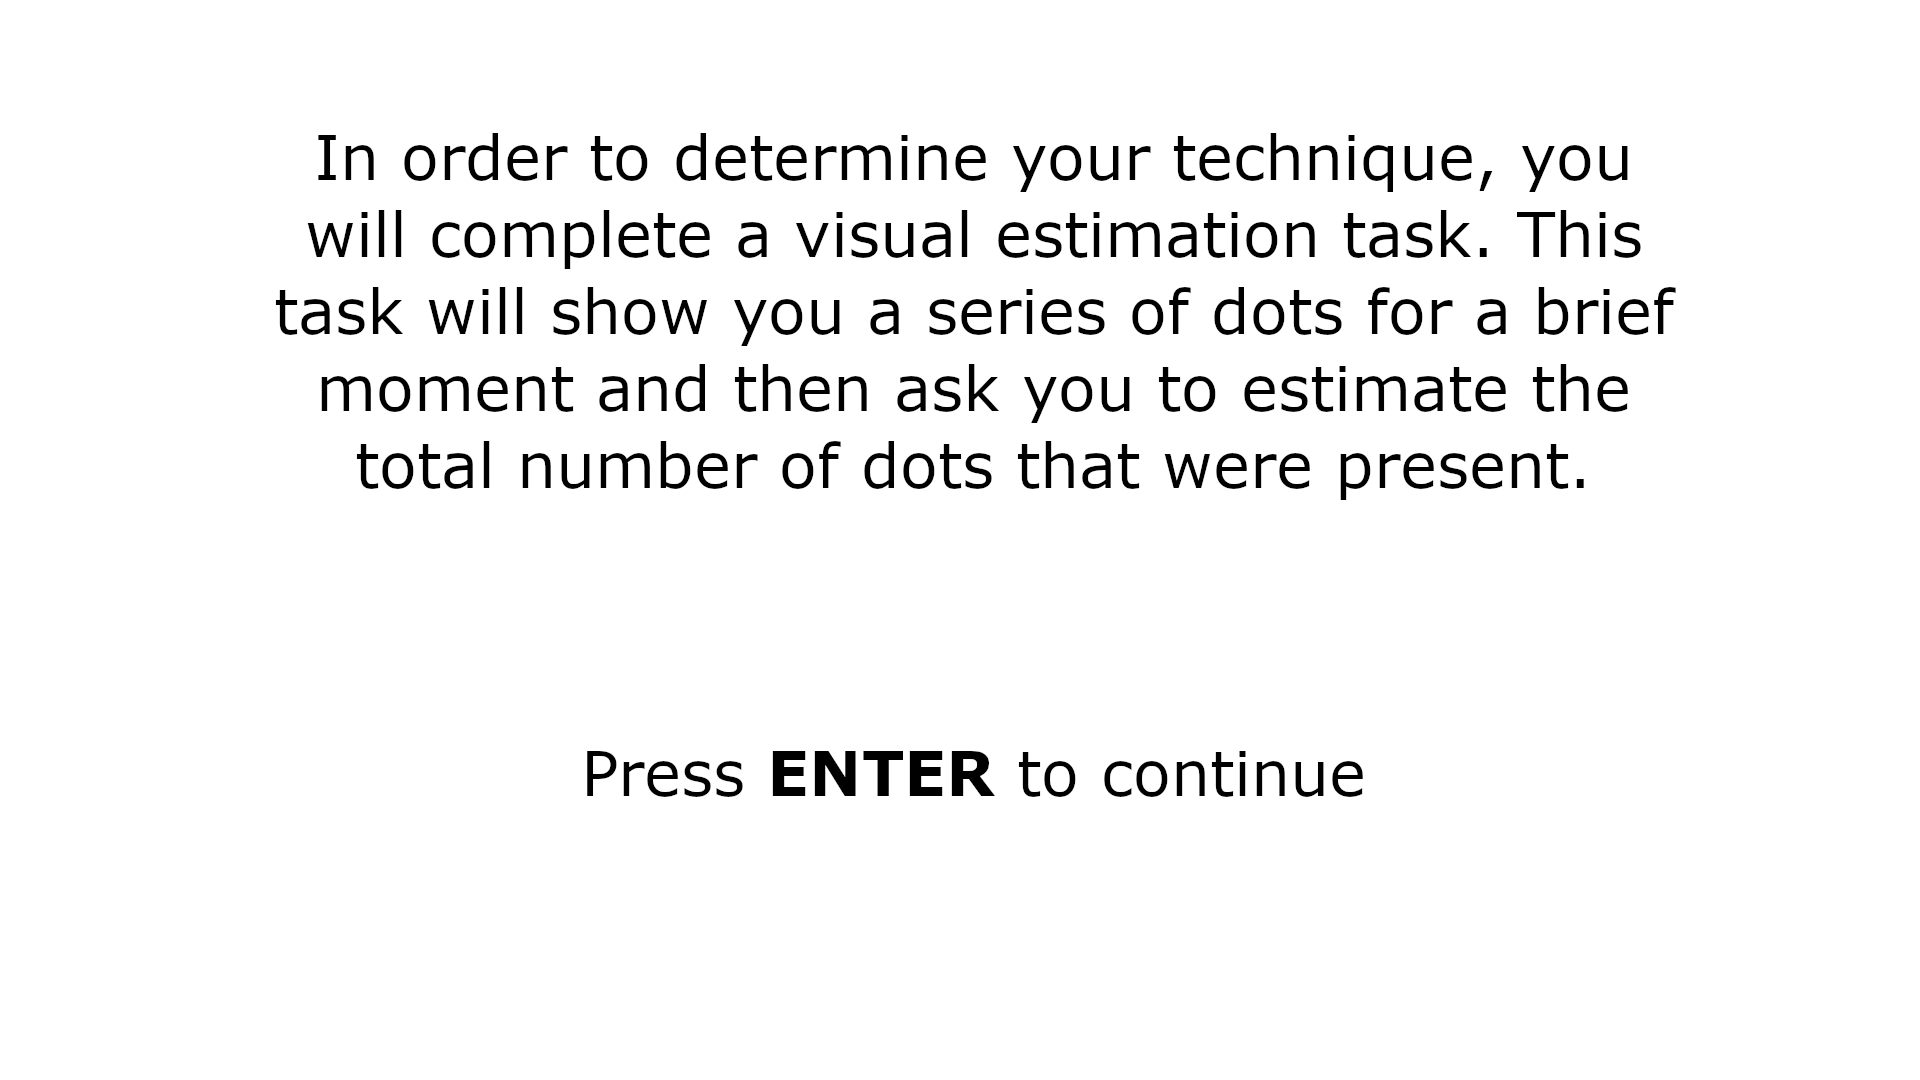 In order to determine your technique, you
will complete a visual estimation task. This
task will show you a series of dots for a brief
moment and then ask you to estimate the
total number of dots that were present.
Press ENTER to continue